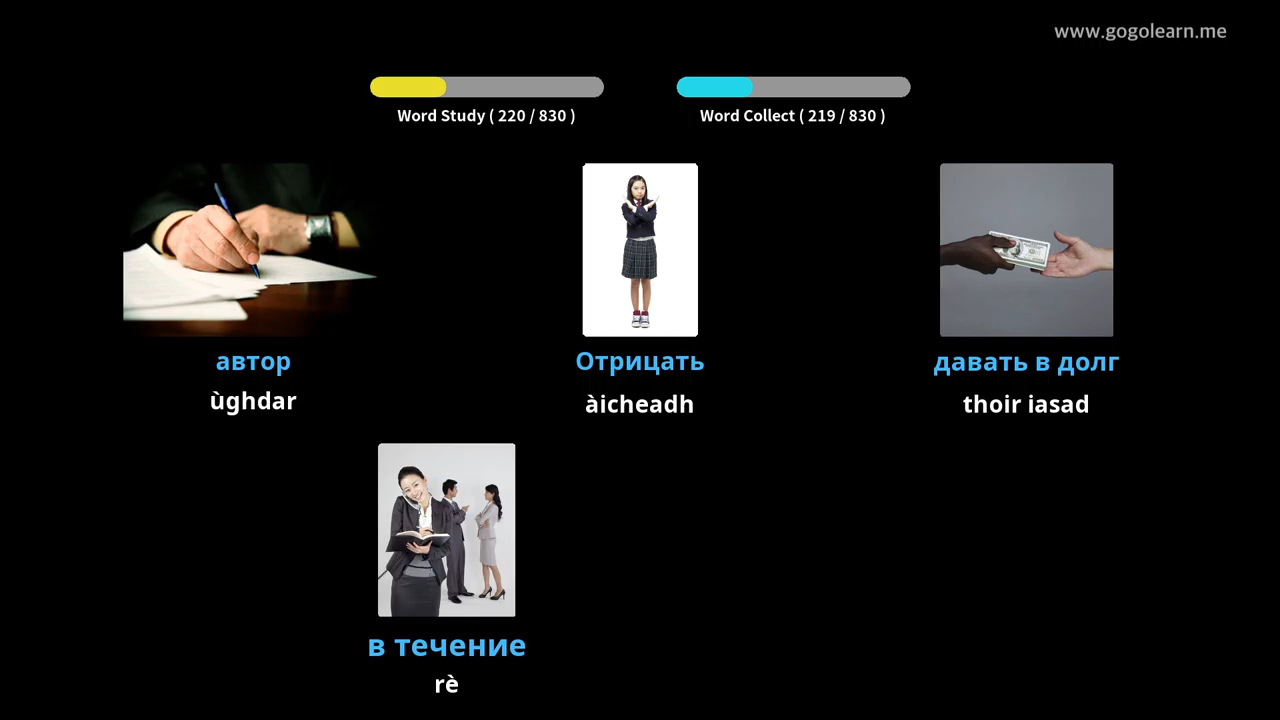 www.gogolearn.me
Word Study ( 220 / 830 )
Word Collect ( 219 / 830 )
автор
Отрицать
давать в долг
ùghdar
àicheadh
thoir iasad
в течение
rè